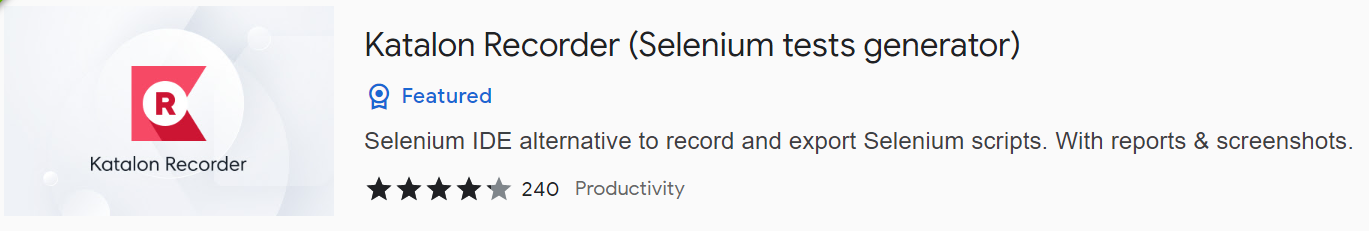 R
Katalon Recorder
Katalon Recorder (Selenium tests generator)
Featured
Selenium IDE alternative to record and export Selenium scripts. With reports & screenshots.
240 Productivity